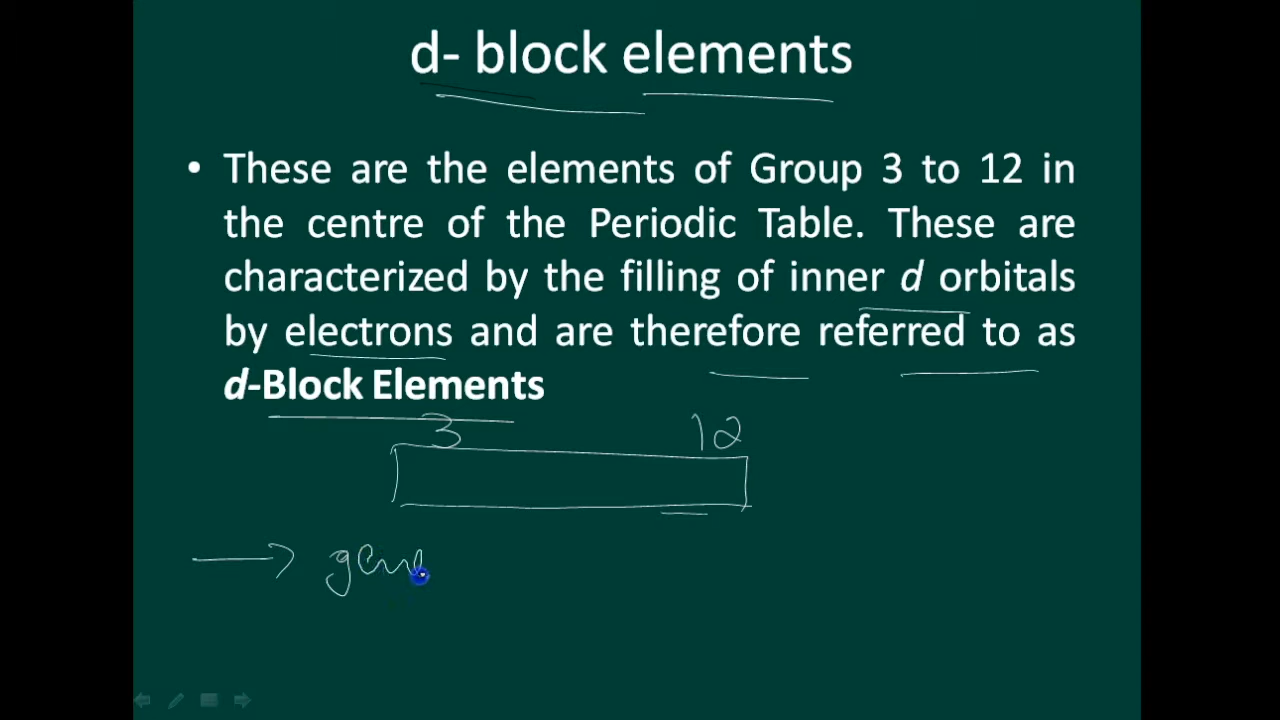 d- block elements
• These are the elements of Group 3 to 12 in
the centre of the Periodic Table. These are
characterized by the filling of inner d orbitals
by electrons and are therefore referred to as
d-Block Elements
3 12